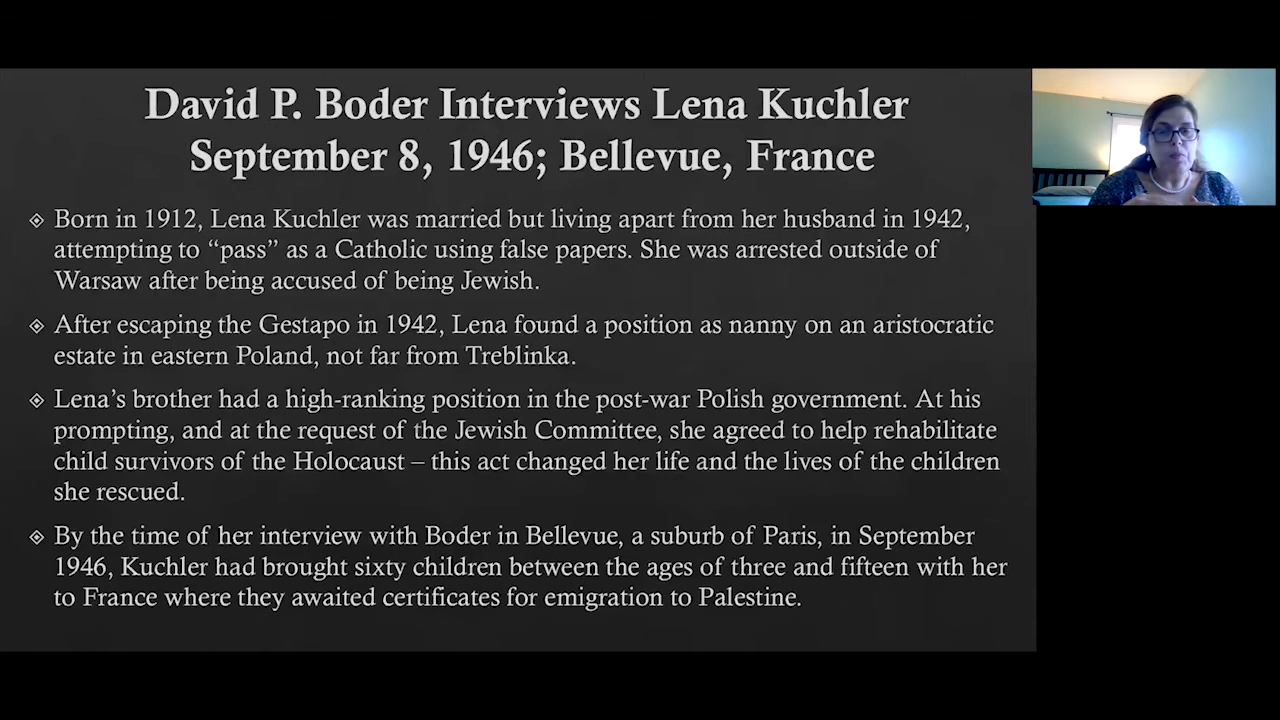 David P. Boder Interviews Lena Kuchler
September 8, 1946; Bellevue, France
Born in 1912, Lena Kuchler was married but living apart from her husband in 1942,
attempting to “pass” as a Catholic using false papers. She was arrested outside of
Warsaw after being accused of being Jewish.
After escaping the Gestapo in 1942, Lena found a position as nanny on an aristocratic
estate in eastern Poland, not far from Treblinka.
Lena’s brother had a high-ranking position in the post-war Polish government. At his
prompting, and at the request of the Jewish Committee, she agreed to help rehabilitate
child survivors of the Holocaust – this act changed her life and the lives of the children
she rescued.
By the time of her interview with Boder in Bellevue, a suburb of Paris, in September
1946, Kuchler had brought sixty children between the ages of three and fifteen with her
to France where they awaited certificates for emigration to Palestine.